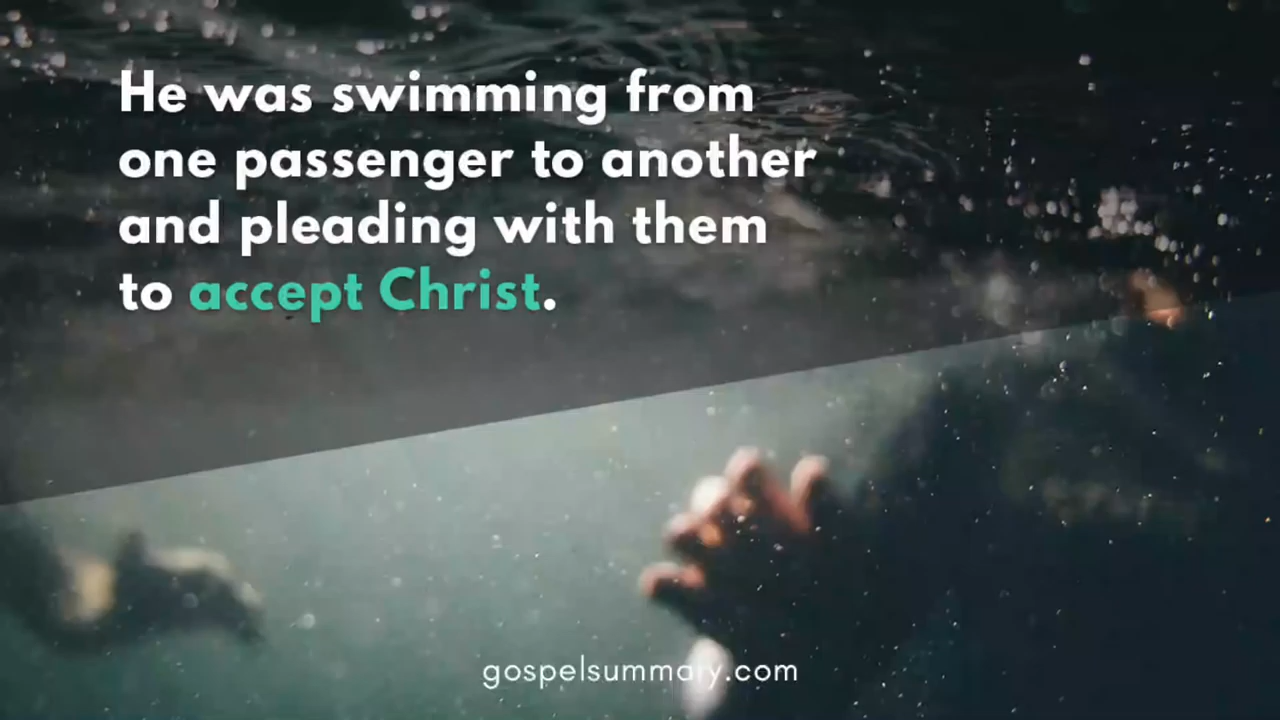 He was swimming from
one passenger to another
and pleading with them
to accept Christ.
gospelsummary.com